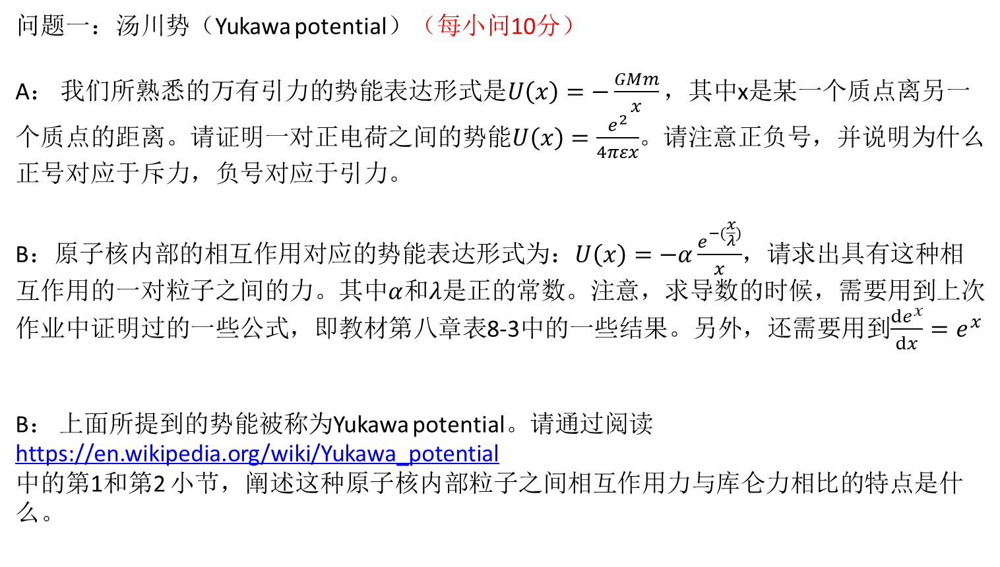 问题一：汤川势（Yukawa potential）（每小问10分）
A： 我们所熟悉的万有引力的势能表达形式是$U(x)=-\frac{GMm}{x}$，其中x是某一个质点离另一
个质点的距离。请证明一对正电荷之间的势能$U(x)=\frac{e^2}{4\pi\varepsilon x}$。请注意正负号，并说明为什么
正号对应于斥力，负号对应于引力。
B：原子核内部的相互作用对应的势能表达形式为：$U(x)=-\alpha\frac{e^{-(\frac{x}{\lambda})}}{x}$，请求出具有这种相
互作用的一对粒子之间的力。其中$\alpha$和$\lambda$是正的常数。注意，求导数的时候，需要用到上次
作业中证明过的一些公式，即教材第八章表8-3中的一些结果。另外，还需要用到$\frac{\mathrm{d}e^x}{\mathrm{d}x}=e^x$
B： 上面所提到的势能被称为Yukawa potential。请通过阅读
https://en.wikipedia.org/wiki/Yukawa_potential
中的第1和第2 小节，阐述这种原子核内部粒子之间相互作用力与库仑力相比的特点是什
么。